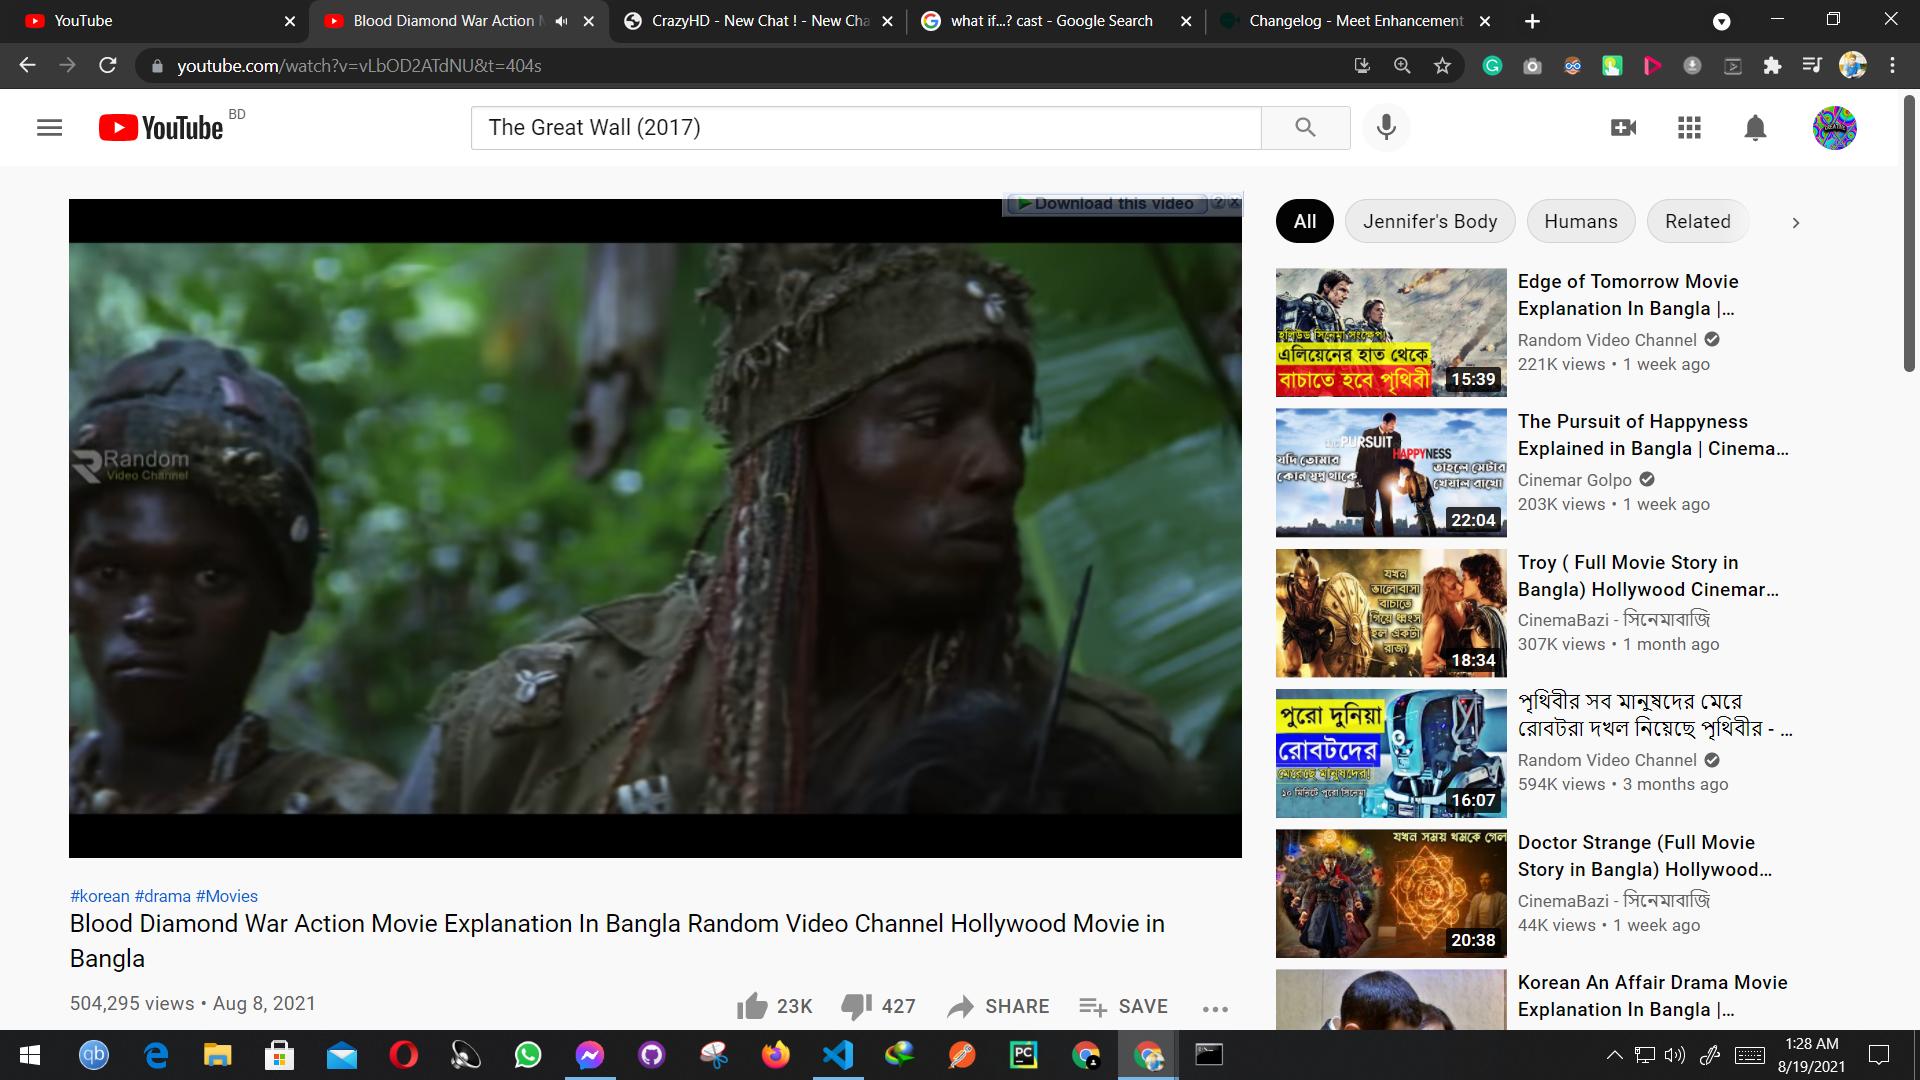 YouTube
Blood Diamond War Action
CrazyHD - New Chat ! - New Cha
what if...? cast - Google Search
Changelog - Meet Enhancement
youtube.com/watch?v=vLbOD2ATdNU&t=404s
YouTube BD
The Great Wall (2017)
Download this video ? x
All
Jennifer's Body
Humans
Related
Random
Video Channel
#korean #drama #Movies
Blood Diamond War Action Movie Explanation In Bangla Random Video Channel Hollywood Movie in
Bangla
504,295 views • Aug 8, 2021
23K
427
SHARE
SAVE
হলিউড সিনেমা সংক্ষেপ!
এলিয়েনের হাত থেকে
বাচাতে হবে পৃথিবী
15:39
Edge of Tomorrow Movie
Explanation In Bangla |...
Random Video Channel
221K views • 1 week ago
PURSUIT
HAPPYNESS
যদি তোমার
কোন স্বপ্ন থাকে
তাহলে সেটার
খেয়াল রাখো
22:04
The Pursuit of Happyness
Explained in Bangla | Cinema...
Cinemar Golpo
203K views • 1 week ago
যখন
ভালোবাসা
বাচাতে
গিয়ে ধ্বংস
হল একটা
রাজ্য
18:34
Troy ( Full Movie Story in
Bangla) Hollywood Cinemar...
CinemaBazi - সিনেমাবাজি
307K views • 1 month ago
পুরো দুনিয়া
রোবটদের
মেরেছে মানুষদের!
১০ মিনিটে পুরো সিনেমা
16:07
পৃথিবীর সব মানুষদের মেরে
রোবটরা দখল নিয়েছে পৃথিবীর - ...
Random Video Channel
594K views • 3 months ago
যখন সময় থমকে গেল
20:38
Doctor Strange (Full Movie
Story in Bangla) Hollywood...
CinemaBazi - সিনেমাবাজি
44K views • 1 week ago
Korean An Affair Drama Movie
Explanation In Bangla |...
qb
PC
1:28 AM
8/19/2021